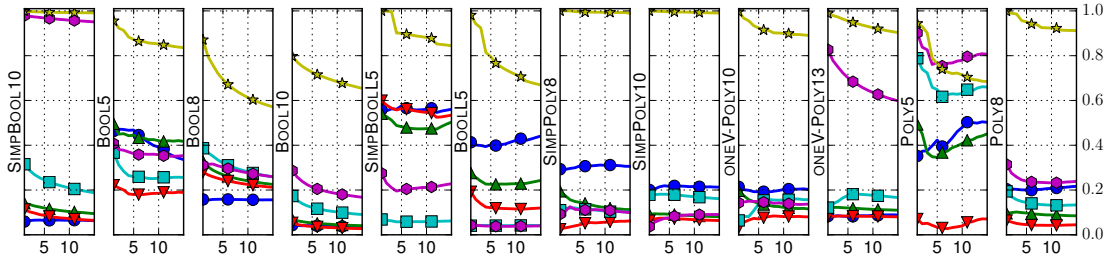 SIMPBOOL10
BOOL5
BOOL8
BOOL10
SIMPBOOLL5
BOOLL5
SIMPPOLY8
SIMPPOLY10
ONEV-POLY10
ONEV-POLY13
POLY5
POLY8
1.0
0.8
0.6
0.4
0.2
0.0
5 10 5 10 5 10 5 10 5 10 5 10 5 10 5 10 5 10 5 10 5 10 5 10